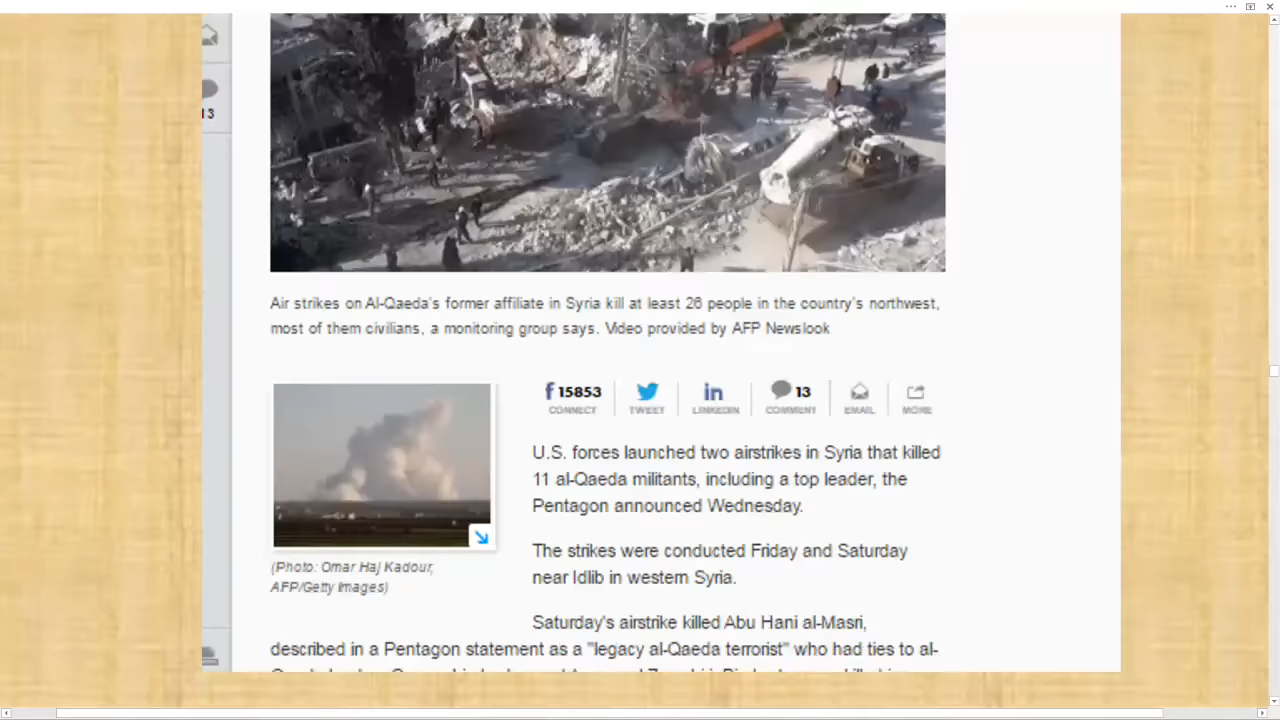 13
Air strikes on Al-Qaeda's former affiliate in Syria kill at least 26 people in the country's northwest,
most of them civilians, a monitoring group says. Video provided by AFP Newslook
15853
CONNECT
TWEET
LINKEDIN
13
COMMENT
EMAIL
MORE
U.S. forces launched two airstrikes in Syria that killed
11 al-Qaeda militants, including a top leader, the
Pentagon announced Wednesday.
The strikes were conducted Friday and Saturday
near Idlib in western Syria.
(Photo: Omar Haj Kadour,
AFP/Getty Images)
Saturday's airstrike killed Abu Hani al-Masri,
described in a Pentagon statement as a "legacy al-Qaeda terrorist" who had ties to al-